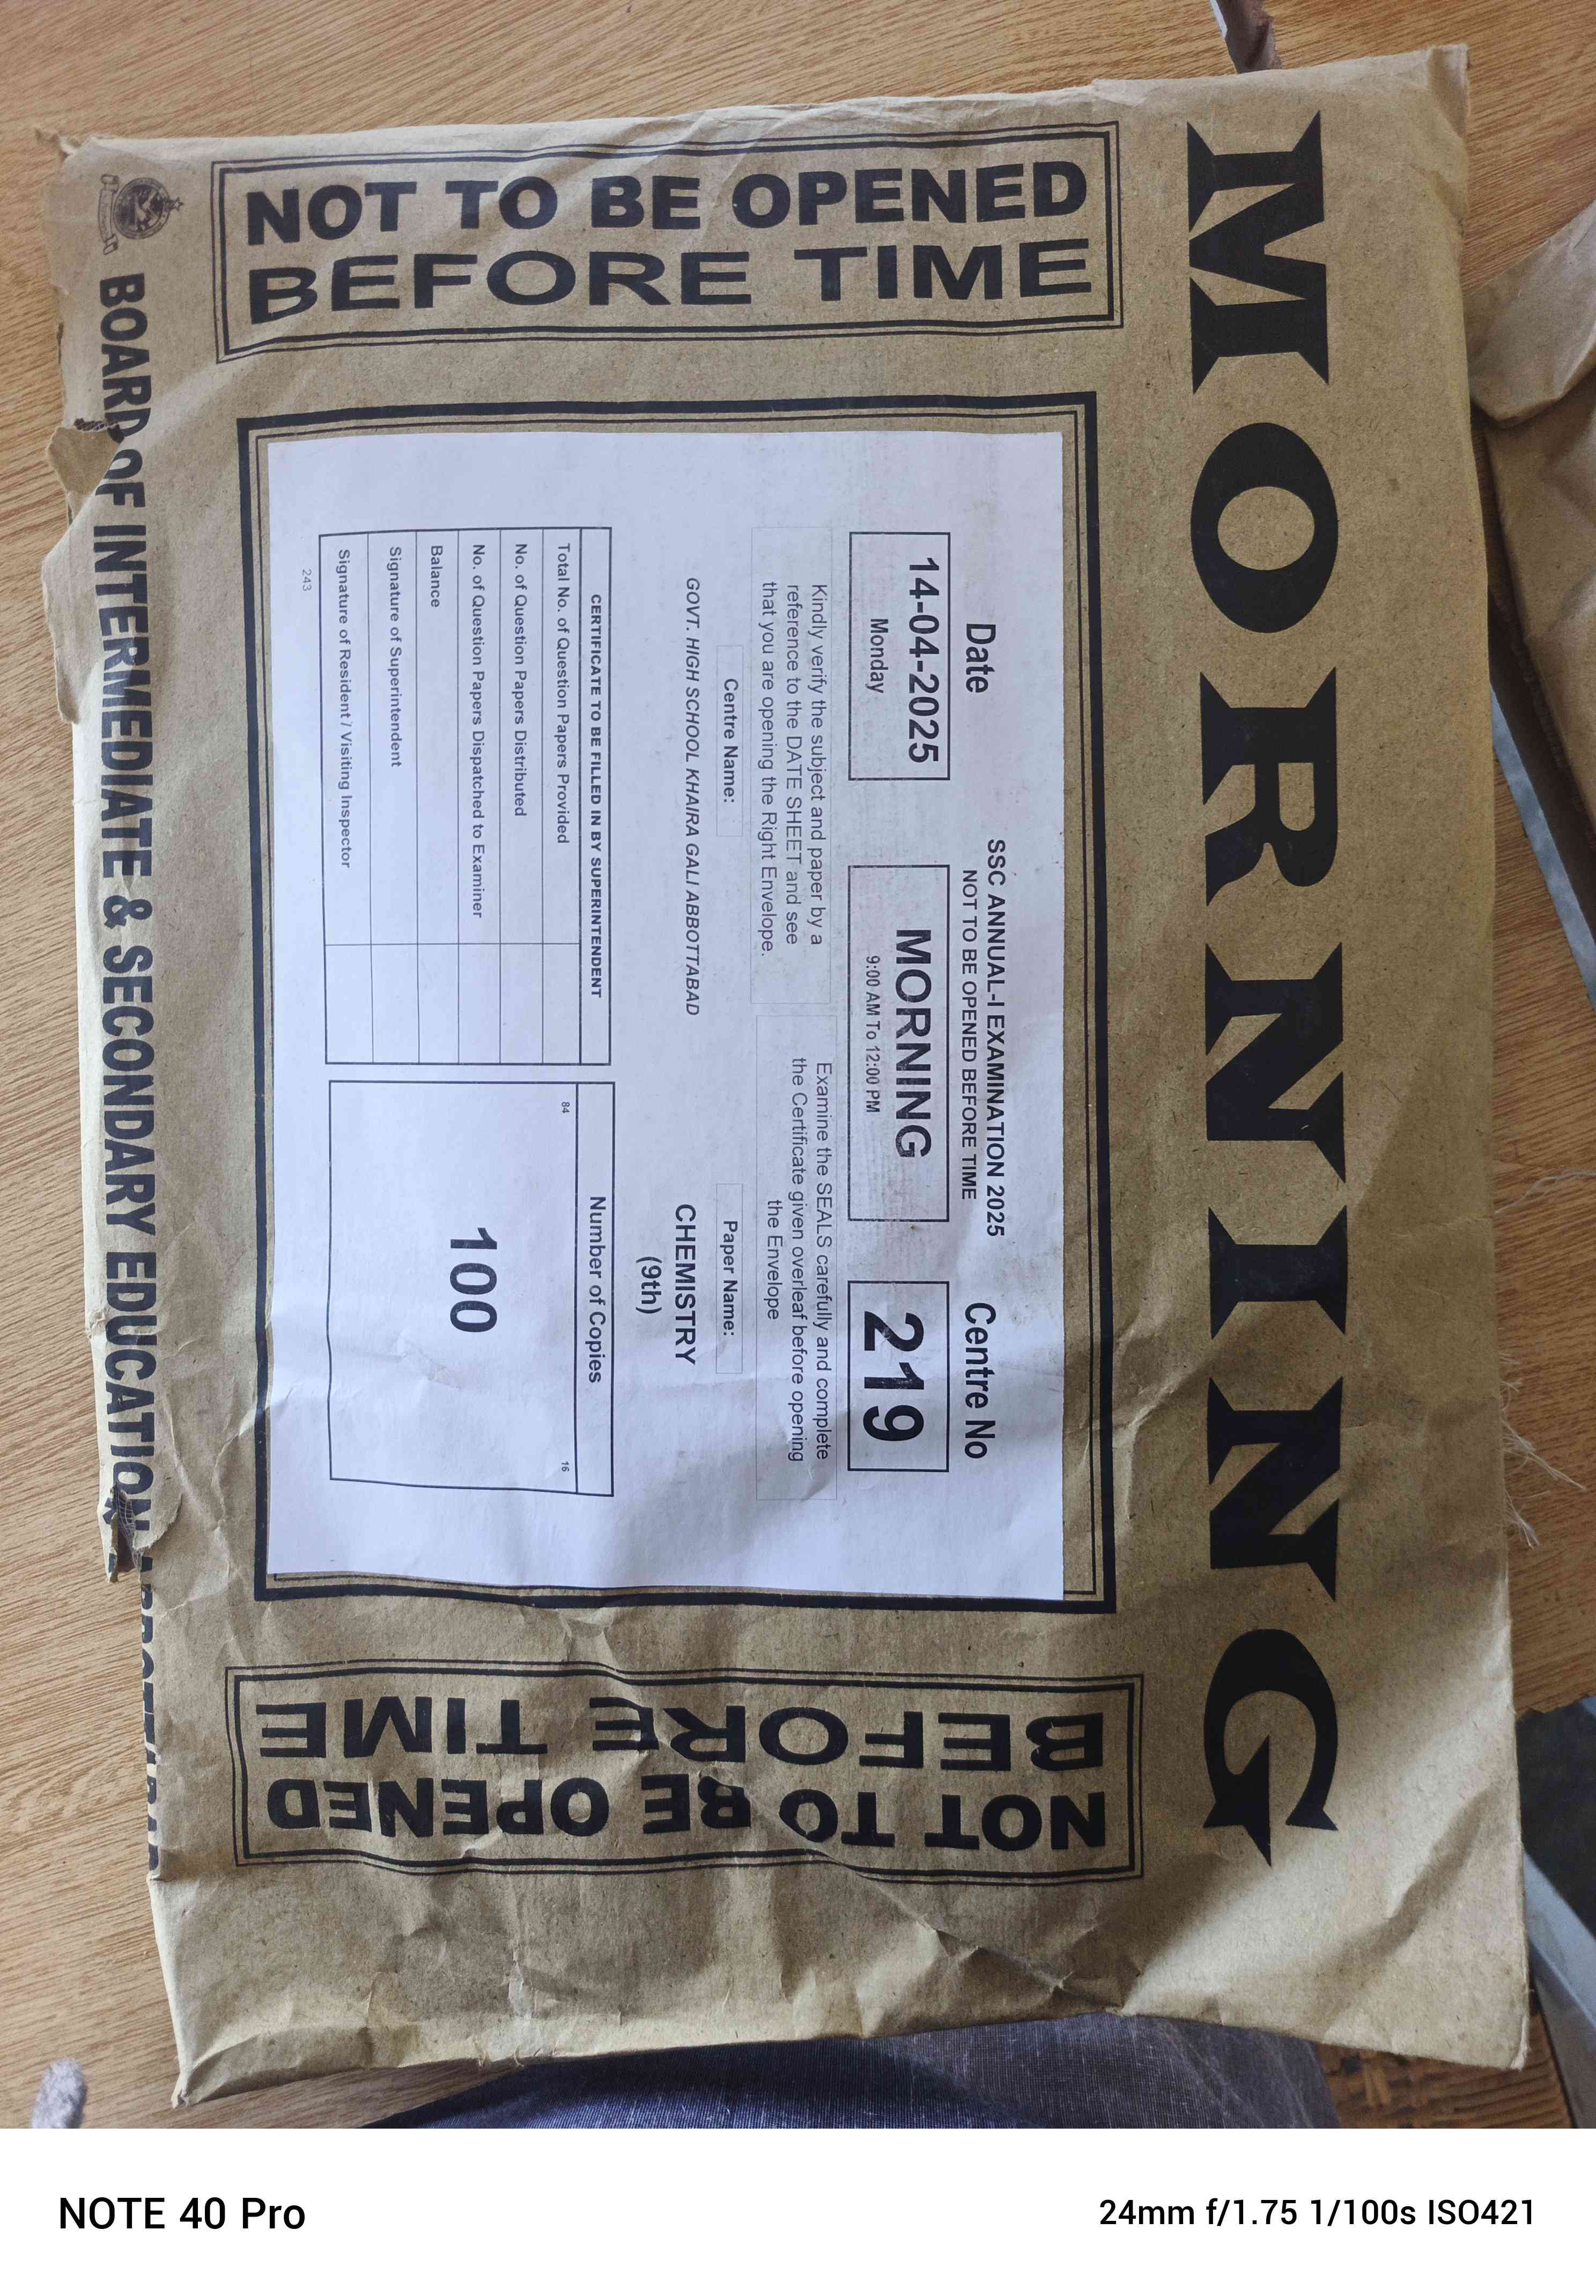 MORNING
NOT TO BE OPENED
BEFORE TIME
SSC ANNUAL-I EXAMINATION 2025
NOT TO BE OPENED BEFORE TIME
Date
14-04-2025
Monday
MORNING
9:00 AM To 12:00 PM
Centre No
219
Kindly verify the subject and paper by a
reference to the DATE SHEET and see
that you are opening the Right Envelope.
Examine the SEALS carefully and complete
the Certificate given overleaf before opening
the Envelope
Centre Name:
GOVT. HIGH SCHOOL KHAIRA GALI ABBOTTABAD
Paper Name:
CHEMISTRY
(9th)
CERTIFICATE TO BE FILLED IN BY SUPERINTENDENT
Total No. of Question Papers Provided
No. of Question Papers Distributed
No. of Question Papers Dispatched to Examiner
Balance
Signature of Superintendent
Signature of Resident / Visiting Inspector
243
Number of Copies
84
16
100
NOT TO BE OPENED
BEFORE TIME
BOARD OF INTERMEDIATE & SECONDARY EDUCATION
NOTE 40 Pro
24mm f/1.75 1/100s ISO421